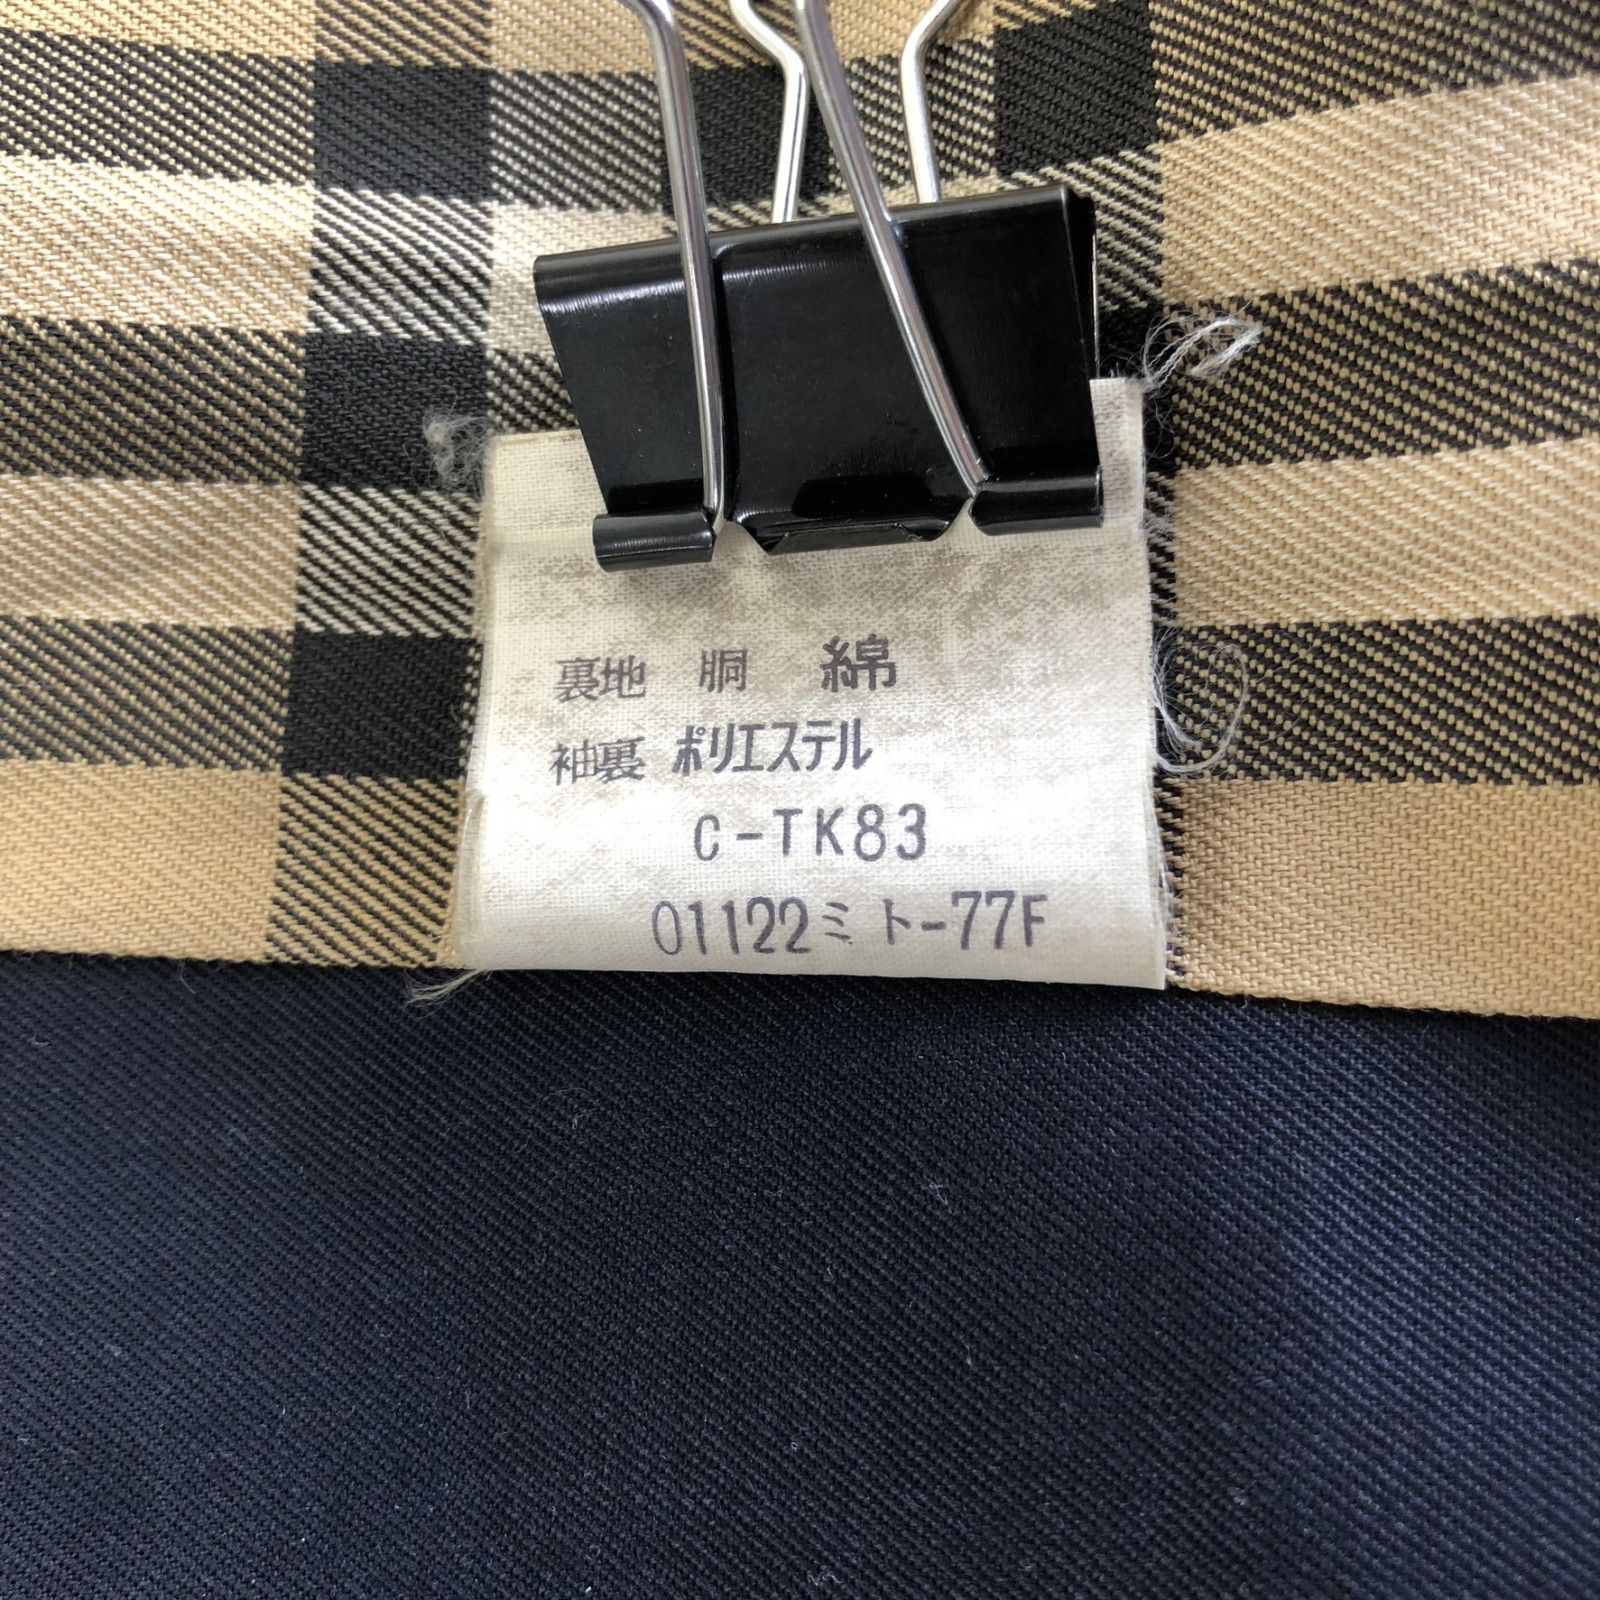 裏地 胴 綿
袖裏 ポリエステル
C-TK83
01122ミト-77F